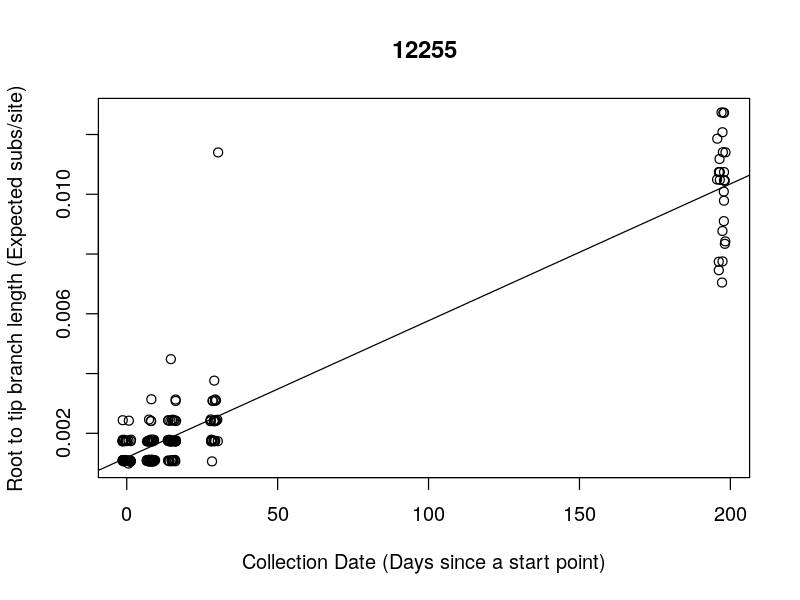 12255
Root to tip branch length (Expected subs/site)
0.010
0.006
0.002
0 50 100 150 200
Collection Date (Days since a start point)